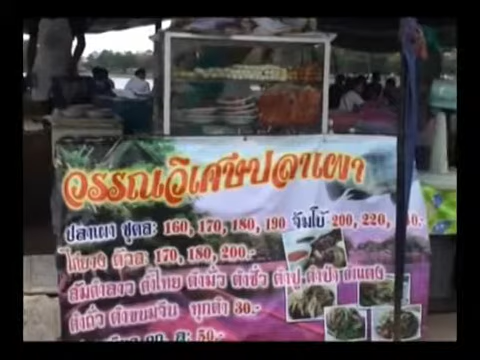 วรรณวิเศษปลาเผา
ปลาเผา ชุดละ 160, 170, 180, 190 จัมโบ้ 200, 220,
ไก่ย่าง ตัวละ 170, 180, 200.-
ส้มตำลาว ตำไทย ตำมั่ว ตำซั่ว ตำปู ตำป่า ตำแตง
ตำถั่ว ตำขนมจีน ทุกตำ 30.-
50.-